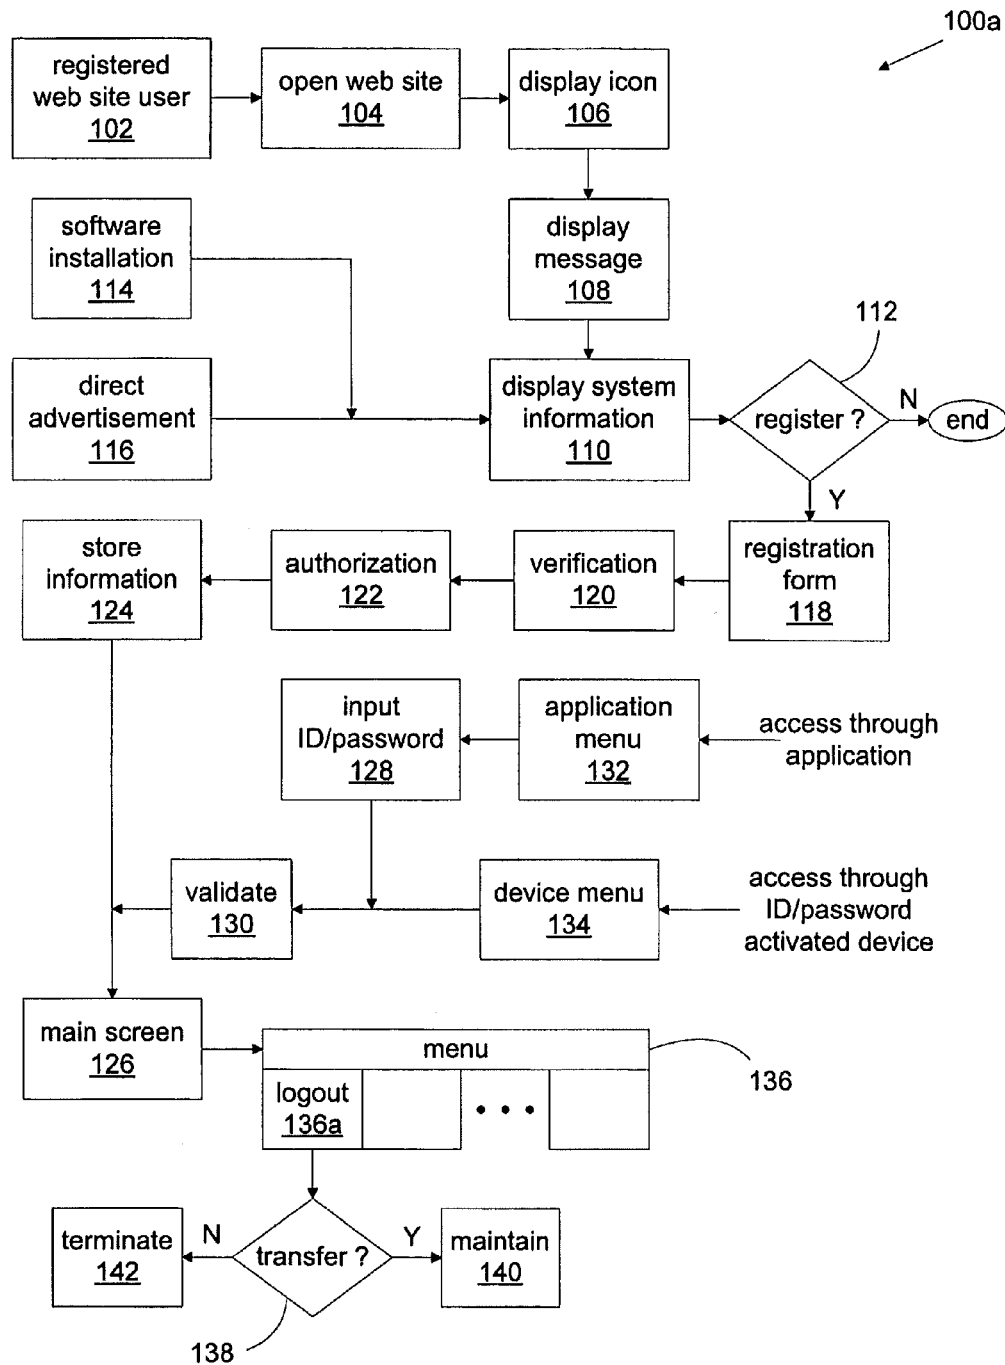 100a
registered
web site user
102
open web site
104
display icon
106
software
installation
114
display
message
108
112
direct
advertisement
116
display system
information
110
register ?
N
end
Y
store
information
124
authorization
122
verification
120
registration
form
118
input
ID/password
128
application
menu
132
access through
application
validate
130
device menu
134
access through
ID/password
activated device
main screen
126
menu
136
logout
136a
terminate
142
N
transfer ?
Y
maintain
140
138